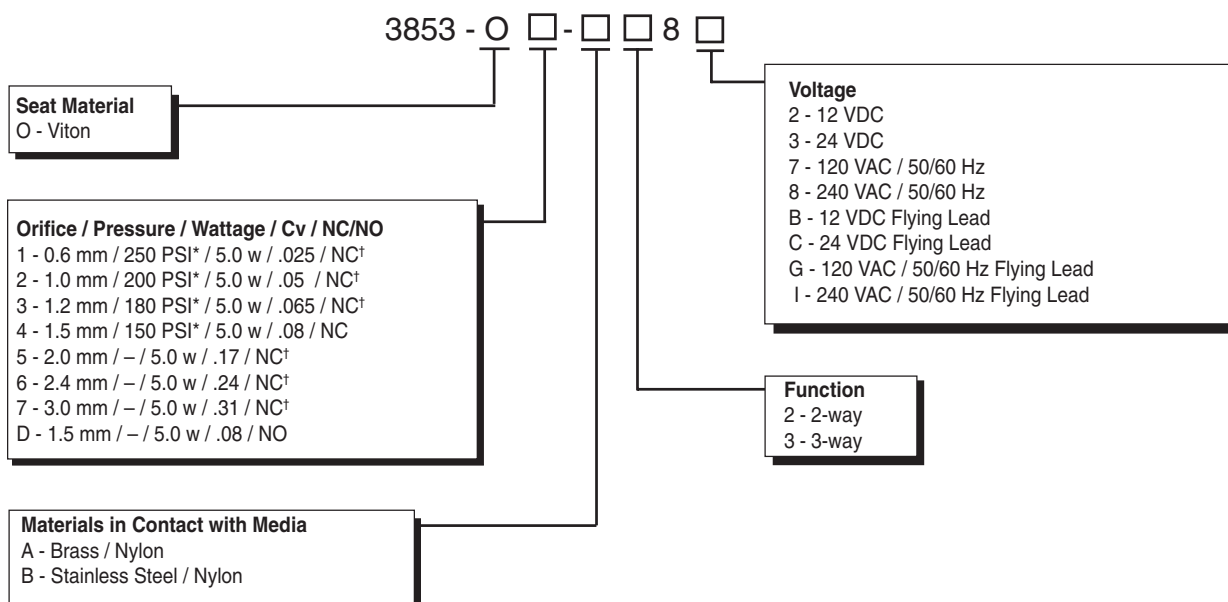 3853 - O □ - □ □ 8 □
Seat Material
O - Viton
Orifice / Pressure / Wattage / Cv / NC/NO
1 - 0.6 mm / 250 PSI* / 5.0 w / .025 / NC†
2 - 1.0 mm / 200 PSI* / 5.0 w / .05 / NC†
3 - 1.2 mm / 180 PSI* / 5.0 w / .065 / NC†
4 - 1.5 mm / 150 PSI* / 5.0 w / .08 / NC
5 - 2.0 mm / – / 5.0 w / .17 / NC†
6 - 2.4 mm / – / 5.0 w / .24 / NC†
7 - 3.0 mm / – / 5.0 w / .31 / NC†
D - 1.5 mm / – / 5.0 w / .08 / NO
Materials in Contact with Media
A - Brass / Nylon
B - Stainless Steel / Nylon
Voltage
2 - 12 VDC
3 - 24 VDC
7 - 120 VAC / 50/60 Hz
8 - 240 VAC / 50/60 Hz
B - 12 VDC Flying Lead
C - 24 VDC Flying Lead
G - 120 VAC / 50/60 Hz Flying Lead
I - 240 VAC / 50/60 Hz Flying Lead
Function
2 - 2-way
3 - 3-way